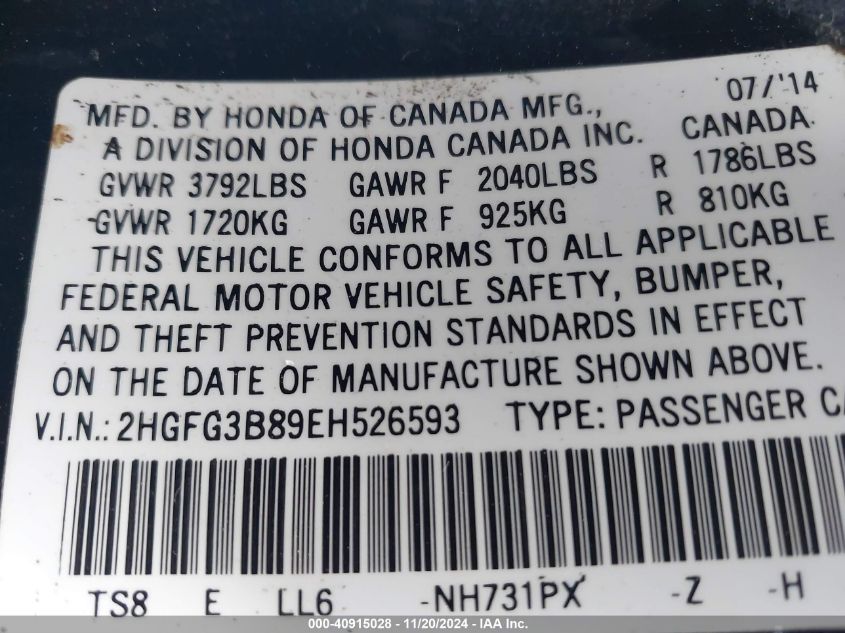 07/'14
MFD. BY HONDA OF CANADA MFG.,
A DIVISION OF HONDA CANADA INC. CANADA
GVWR 3792LBS GAWR F 2040LBS R 1786LBS
GVWR 1720KG GAWR F 925KG R 810KG
THIS VEHICLE CONFORMS TO ALL APPLICABLE
FEDERAL MOTOR VEHICLE SAFETY, BUMPER,
AND THEFT PREVENTION STANDARDS IN EFFECT
ON THE DATE OF MANUFACTURE SHOWN ABOVE.
V.I.N.: 2HGFG3B89EH526593 TYPE: PASSENGER CA
TS8 E LL6 -NH731PX -Z -H
000-40915028 - 11/20/2024 - IAA, Inc.